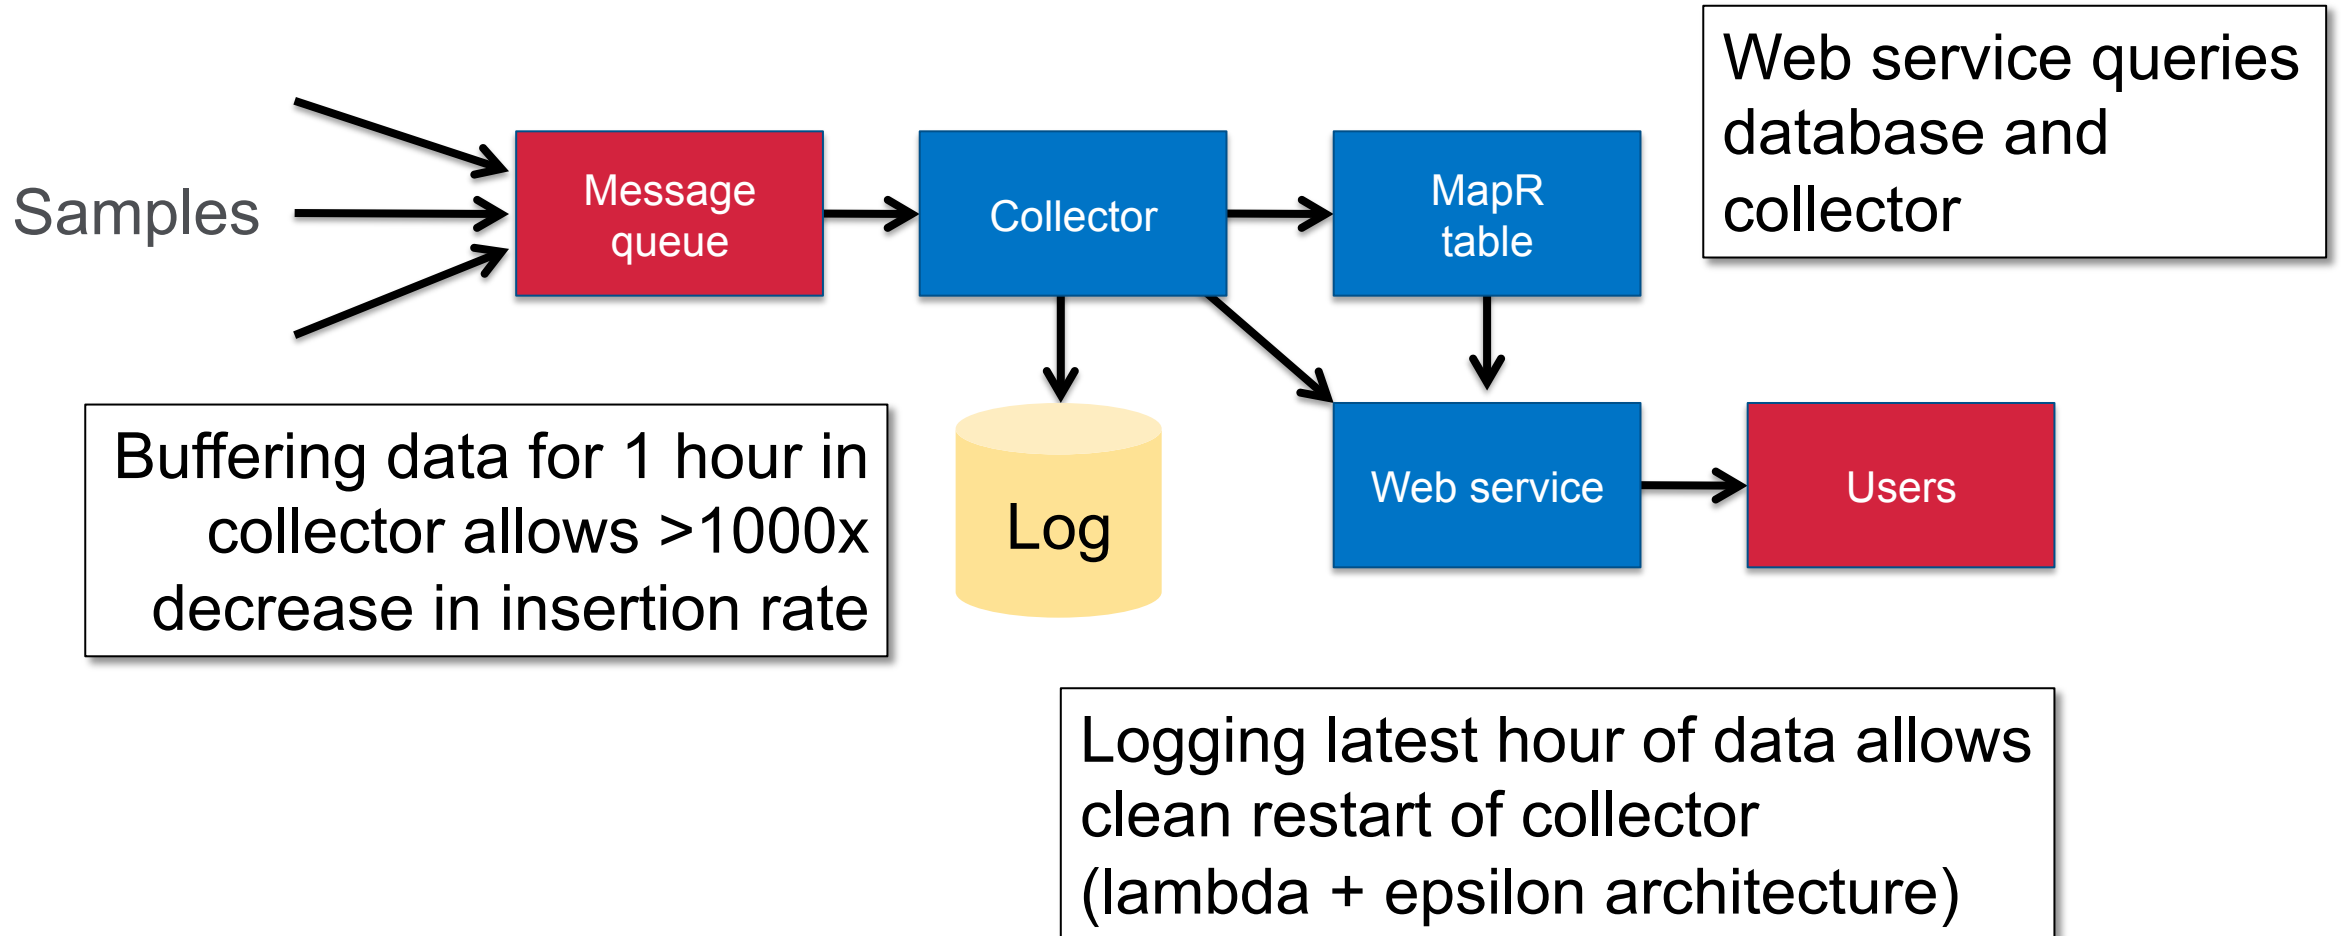 Web service queries
database and
collector
Samples
Message
queue
Collector
MapR
table
Buffering data for 1 hour in
collector allows >1000x
decrease in insertion rate
Log
Web service
Users
Logging latest hour of data allows
clean restart of collector
(lambda + epsilon architecture)